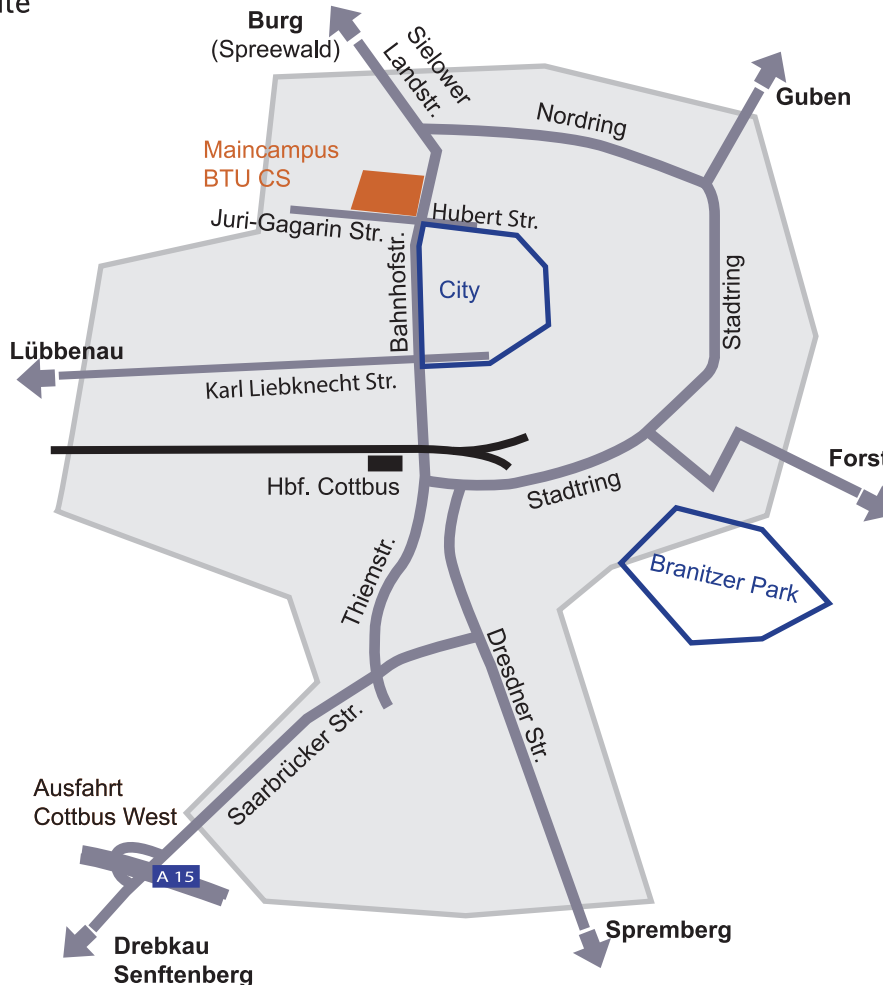 Burg
(Spreewald)
Sielower
Landstr.
Nordring
Guben
Maincampus
BTU CS
Juri-Gagarin Str.
Hubert Str.
Bahnhofstr.
City
Stadtring
Lübbenau
Karl Liebknecht Str.
Hbf. Cottbus
Stadtring
Forst
Thiemstr.
Branitzer Park
Dresdner Str.
Saarbrücker Str.
Ausfahrt
Cottbus West
A 15
Drebkau
Senftenberg
Spremberg